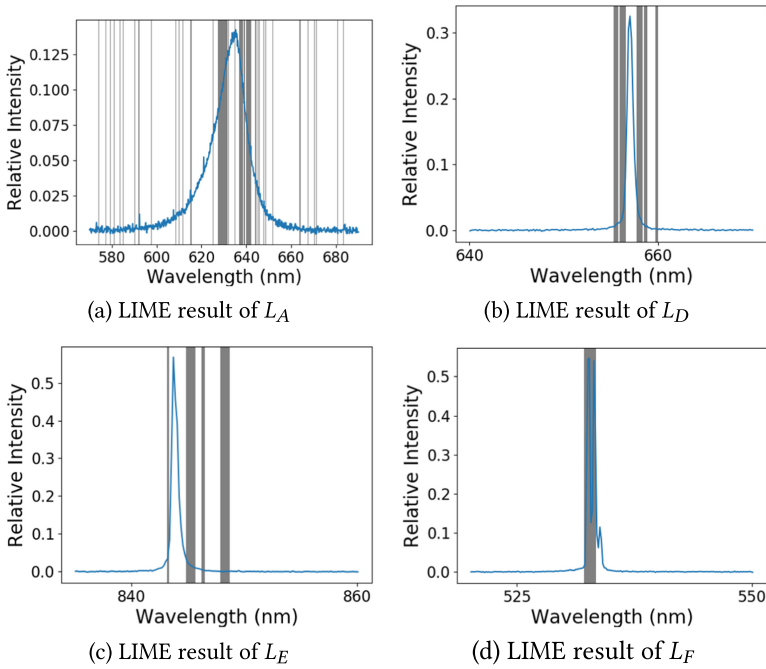 0.125
0.100
0.075
0.050
0.025
0.000
Relative Intensity
580 600 620 640 660 680
Wavelength (nm)
(a) LIME result of L_A
0.3
0.2
0.1
0.0
Relative Intensity
640 660
Wavelength (nm)
(b) LIME result of L_D
0.5
0.4
0.3
0.2
0.1
0.0
Relative Intensity
840 860
Wavelength (nm)
(c) LIME result of L_E
0.5
0.4
0.3
0.2
0.1
0.0
Relative Intensity
525 550
Wavelength (nm)
(d) LIME result of L_F